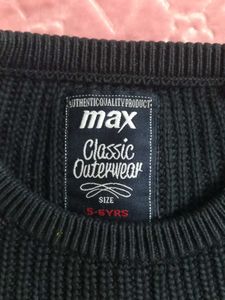 AUTHENTIC QUALITY PRODUCT
max
Classic
Outerwear
SIZE
5-6YRS